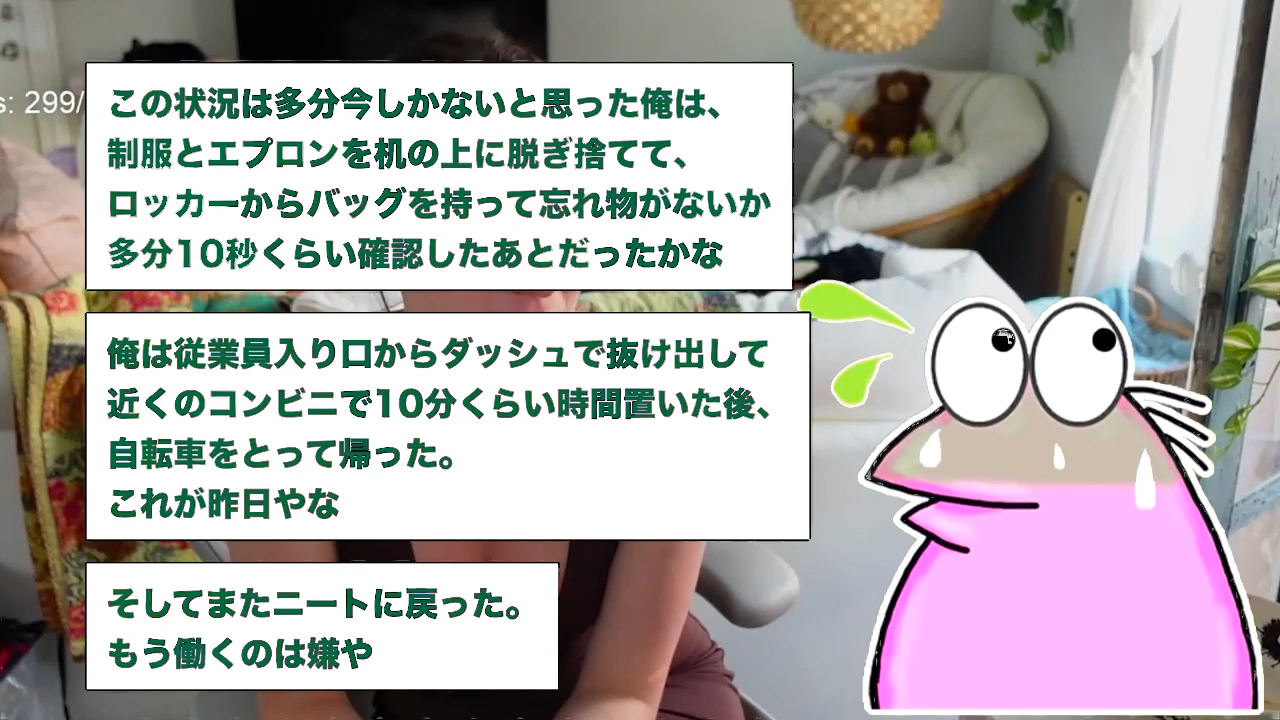 s: 299/
この状況は多分今しかないと思った俺は、
制服とエプロンを机の上に脱ぎ捨てて、
ロッカーからバッグを持って忘れ物がないか
多分10秒くらい確認したあとだったかな
俺は従業員入り口からダッシュで抜け出して
近くのコンビニで10分くらい時間置いた後、
自転車をとって帰った。
これが昨日やな
そしてまたニートに戻った。
もう働くのは嫌や